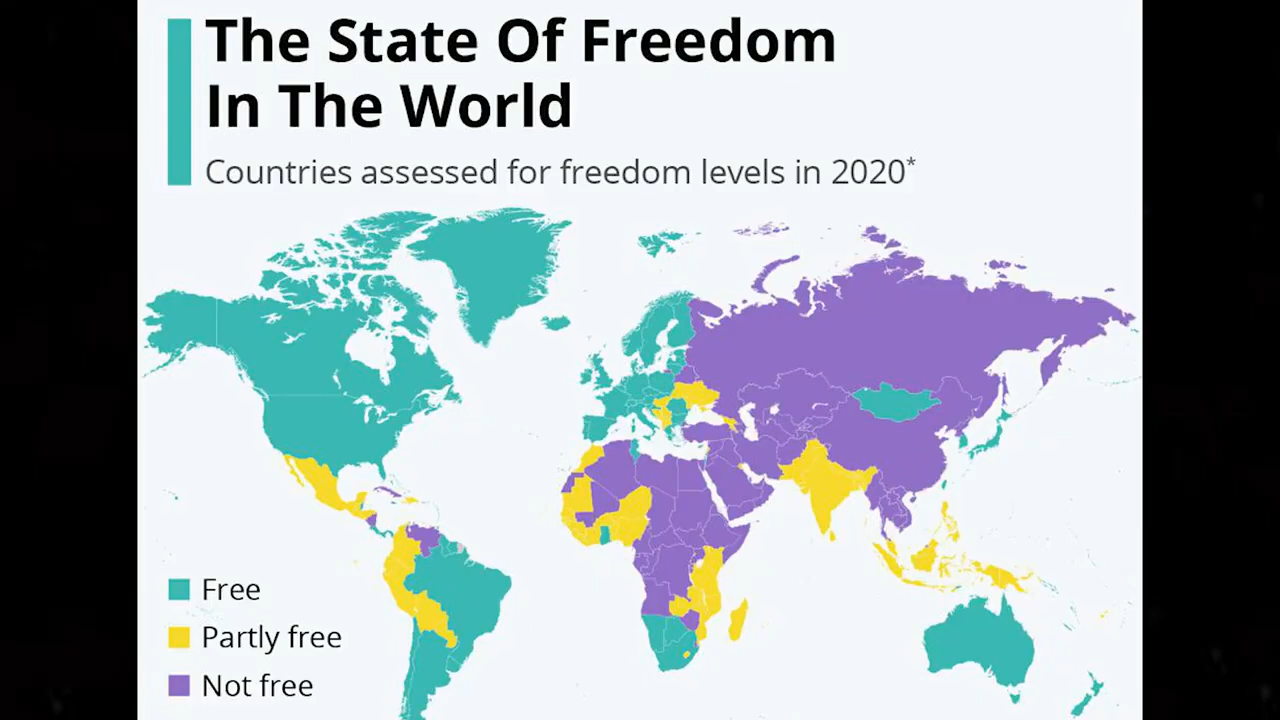 The State Of Freedom
In The World
Countries assessed for freedom levels in 2020*
Free
Partly free
Not free